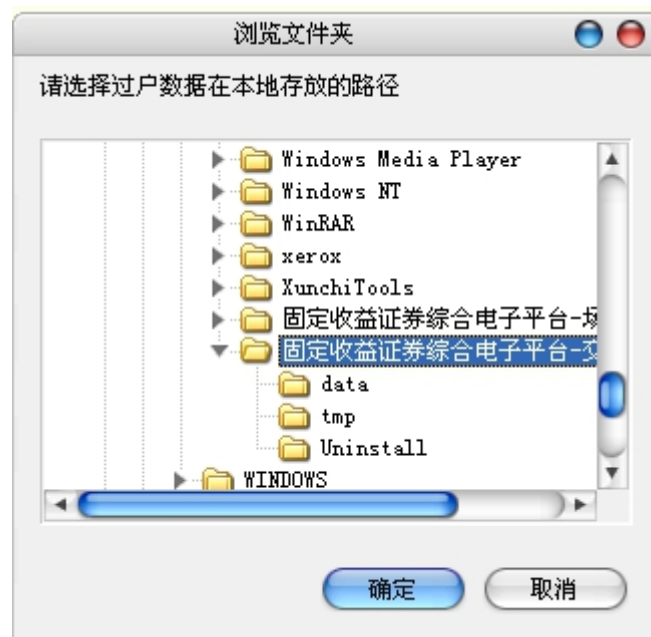 浏览文件夹
请选择过户数据在本地存放的路径
Windows Media Player
Windows NT
WinRAR
xerox
XunchiTools
固定收益证券综合电子平台-场
固定收益证券综合电子平台-交
data
tmp
Uninstall
WINDOWS
确定 取消